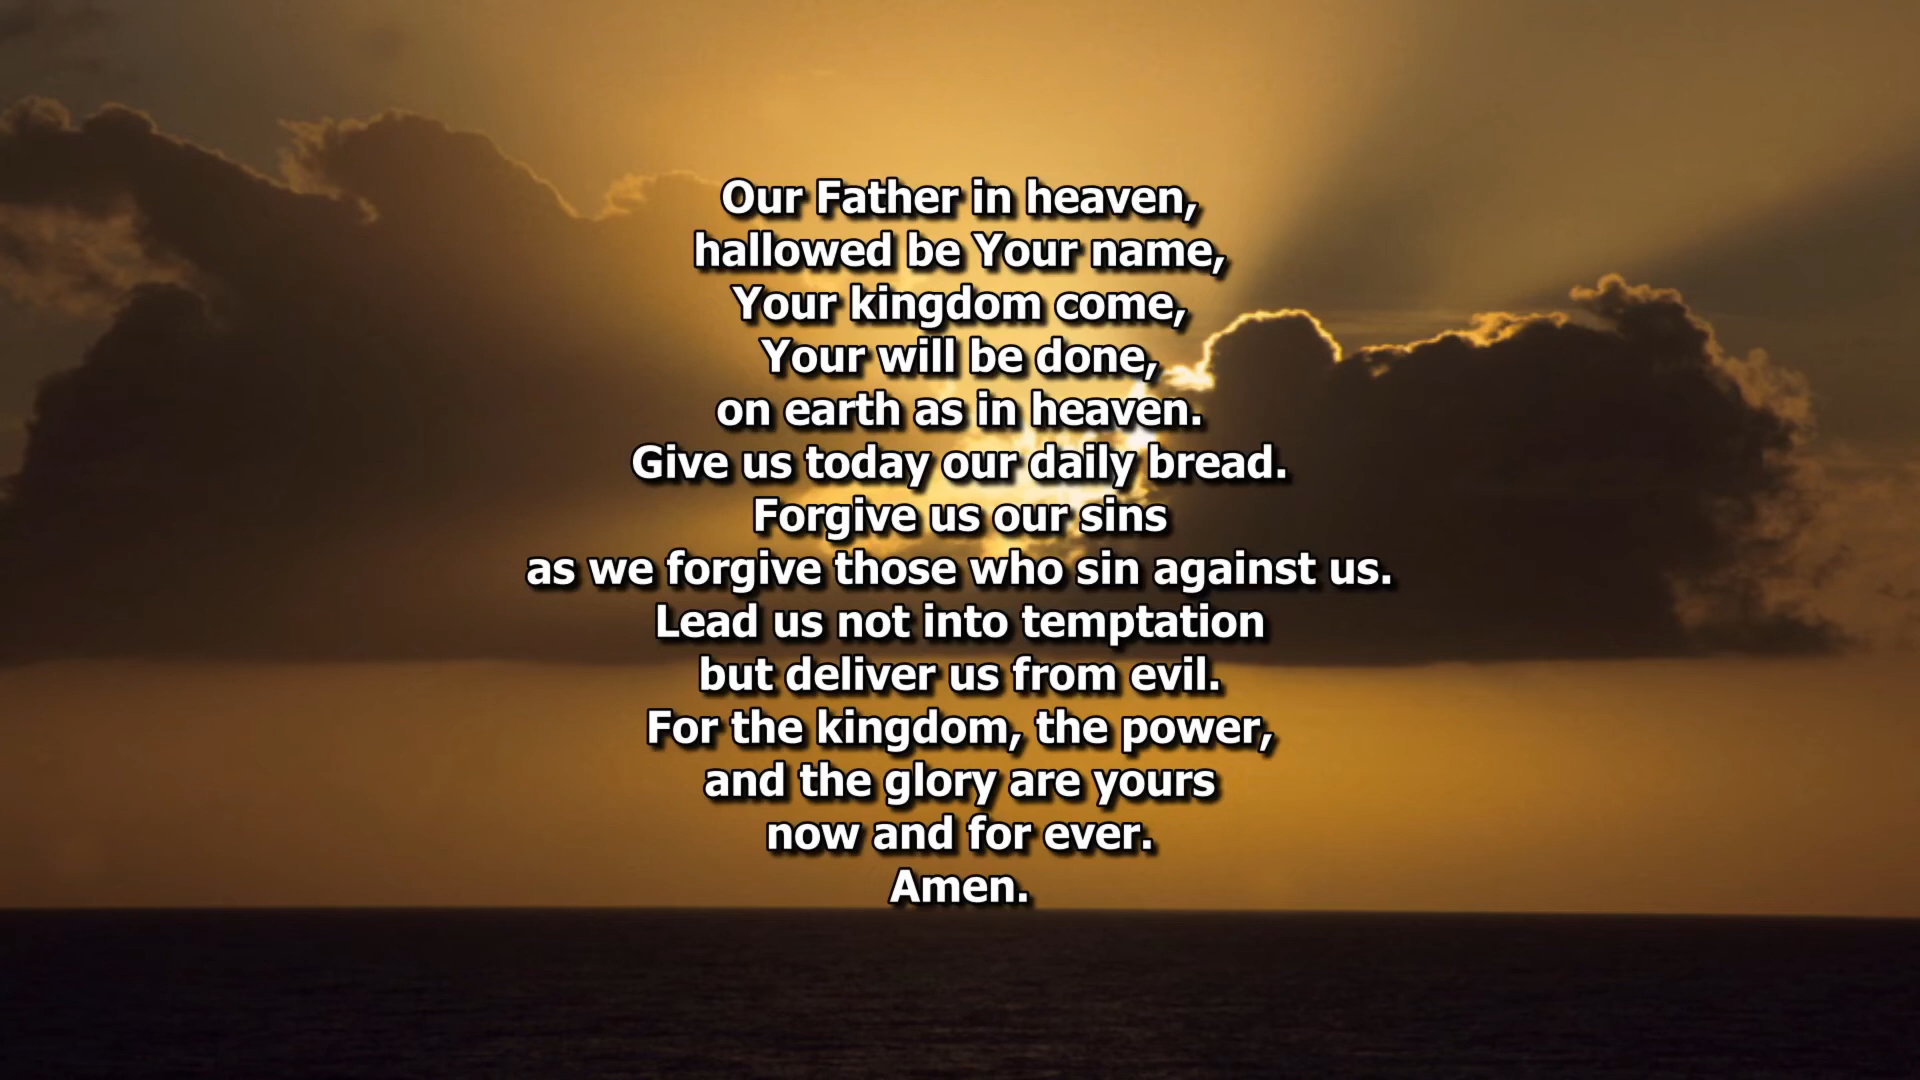 Our Father in heaven,
hallowed be Your name,
Your kingdom come,
Your will be done,
on earth as in heaven.
Give us today our daily bread.
Forgive us our sins
as we forgive those who sin against us.
Lead us not into temptation
but deliver us from evil.
For the kingdom, the power,
and the glory are yours
now and for ever.
Amen.